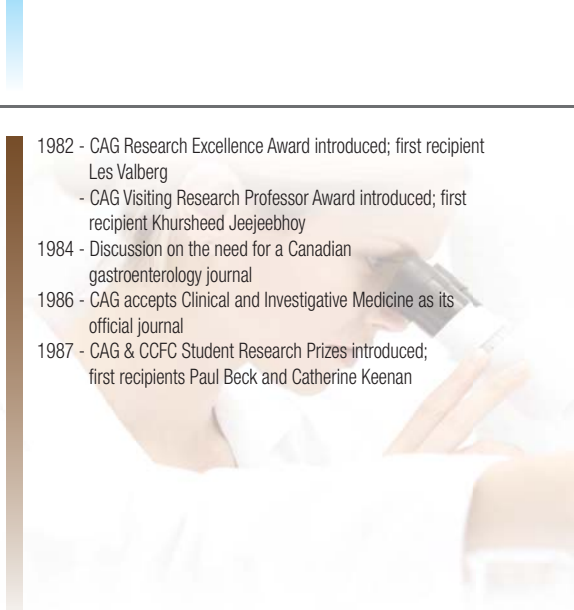 1982 - CAG Research Excellence Award introduced; first recipient
Les Valberg
- CAG Visiting Research Professor Award introduced; first
recipient Khursheed Jeejeebhoy
1984 - Discussion on the need for a Canadian
gastroenterology journal
1986 - CAG accepts Clinical and Investigative Medicine as its
official journal
1987 - CAG & CCFC Student Research Prizes introduced;
first recipients Paul Beck and Catherine Keenan